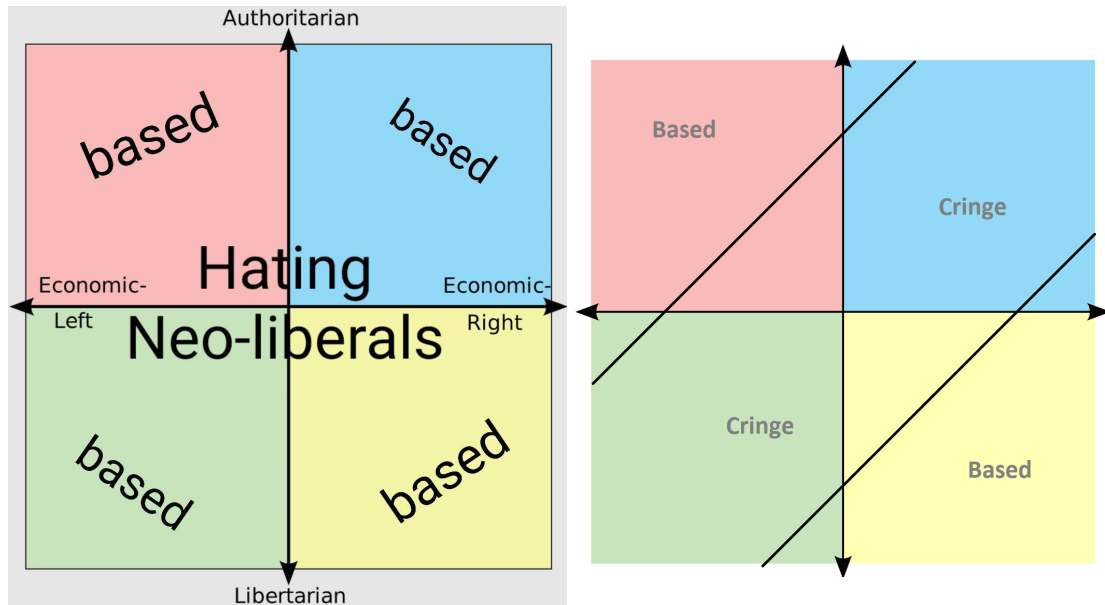 Authoritarian
based
based
Hating
Economic-
Left
Economic-
Right
Neo-liberals
based
based
Libertarian
Based
Cringe
Cringe
Based